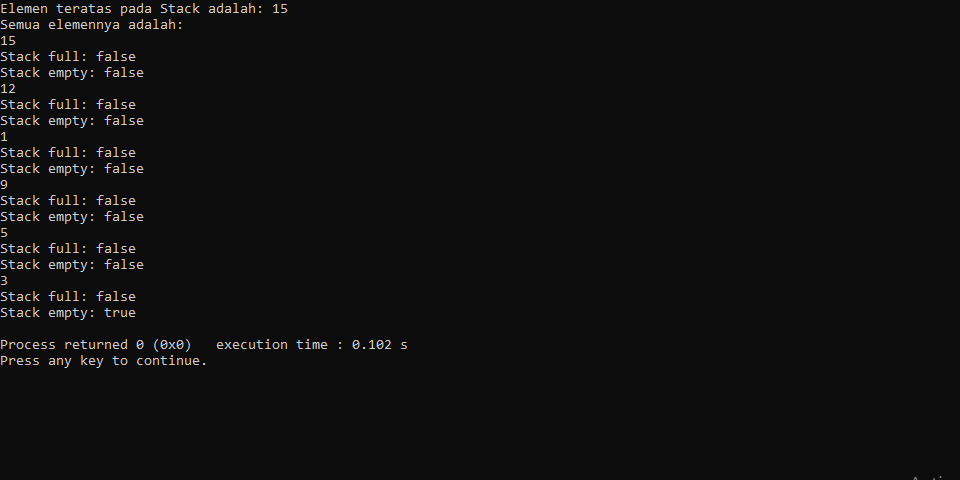 Elemen teratas pada Stack adalah: 15
Semua elemennya adalah:
15
Stack full: false
Stack empty: false
12
Stack full: false
Stack empty: false
1
Stack full: false
Stack empty: false
9
Stack full: false
Stack empty: false
5
Stack full: false
Stack empty: false
3
Stack full: false
Stack empty: true
Process returned 0 (0x0)   execution time : 0.102 s
Press any key to continue.